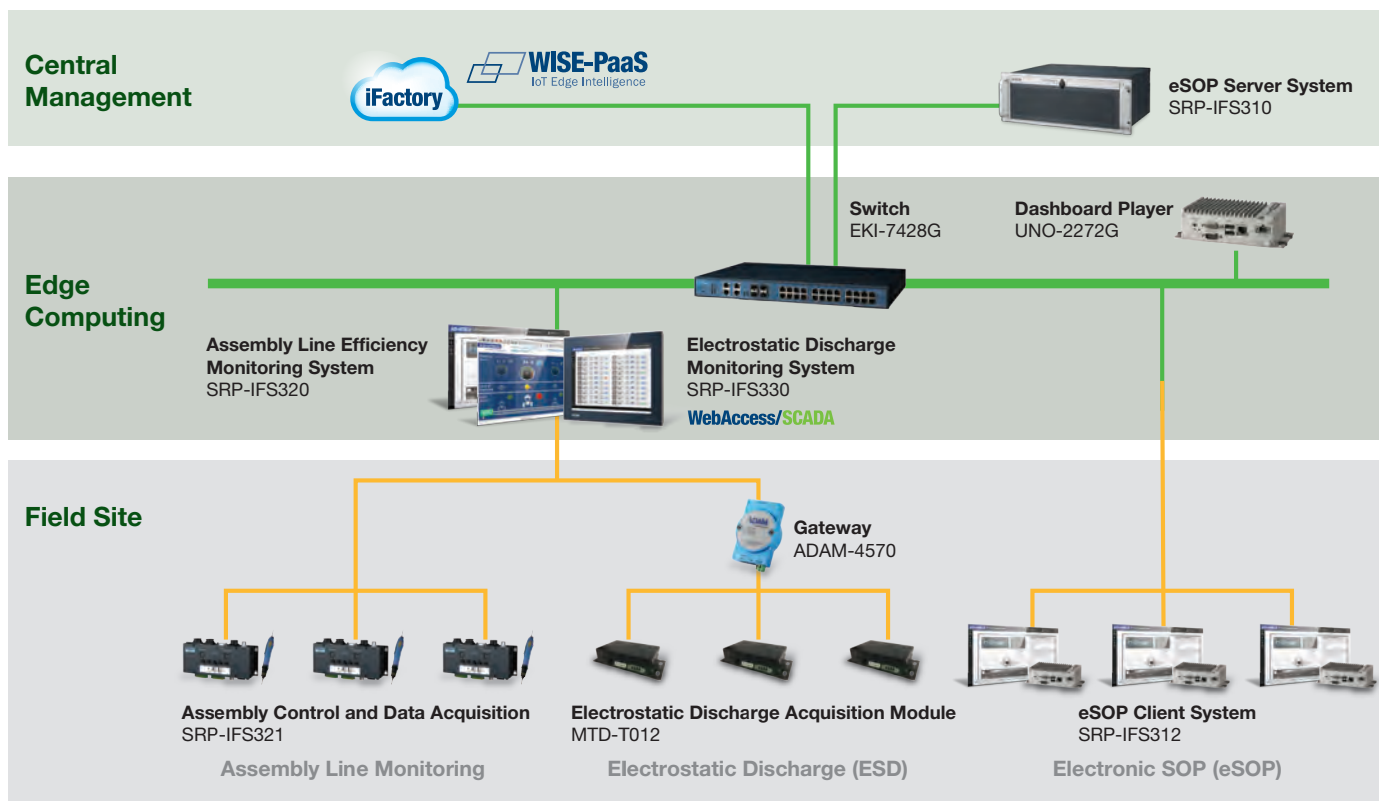 Central
Management
iFactory
WISE-PaaS
IoT Edge Intelligence
eSOP Server System
SRP-IFS310
Edge
Computing
Switch
EKI-7428G
Dashboard Player
UNO-2272G
Assembly Line Efficiency
Monitoring System
SRP-IFS320
Electrostatic Discharge
Monitoring System
SRP-IFS330
WebAccess/SCADA
Field Site
ADAM
Gateway
ADAM-4570
Assembly Control and Data Acquisition
SRP-IFS321
Assembly Line Monitoring
Electrostatic Discharge Acquisition Module
MTD-T012
Electrostatic Discharge (ESD)
eSOP Client System
SRP-IFS312
Electronic SOP (eSOP)